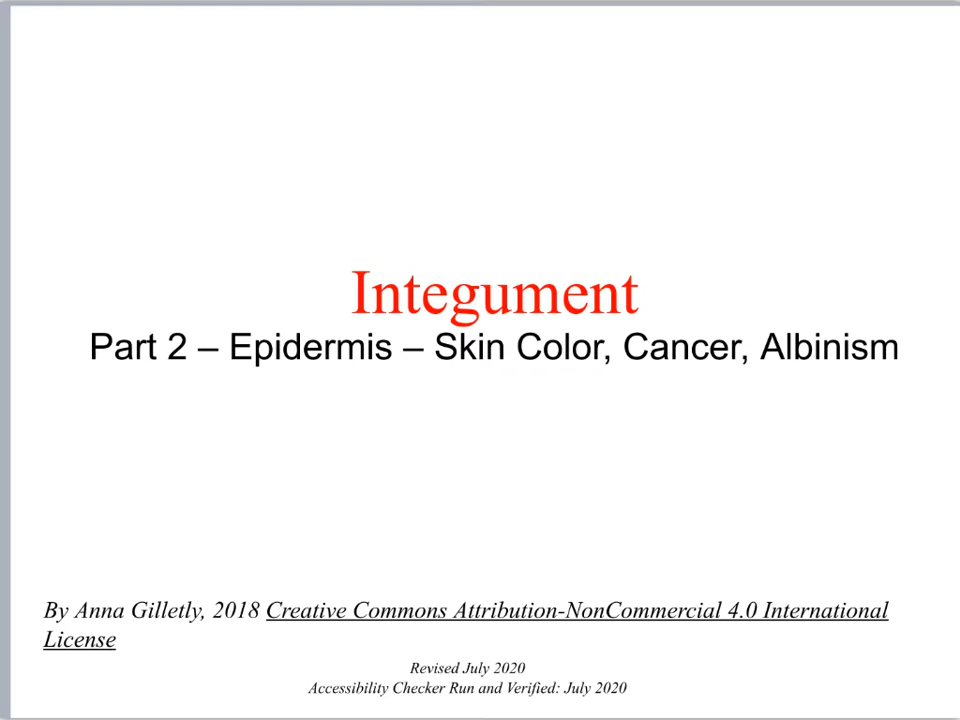 Integument
Part 2 – Epidermis – Skin Color, Cancer, Albinism
By Anna Gilletly, 2018 Creative Commons Attribution-NonCommercial 4.0 International
License
Revised July 2020
Accessibility Checker Run and Verified: July 2020